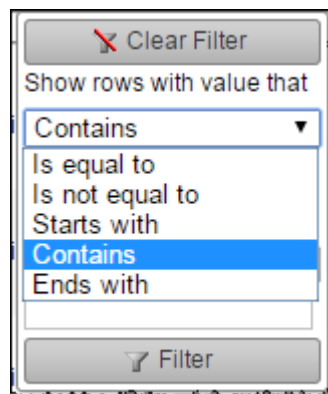 Clear Filter
Show rows with value that
Contains
Is equal to
Is not equal to
Starts with
Contains
Ends with
Filter